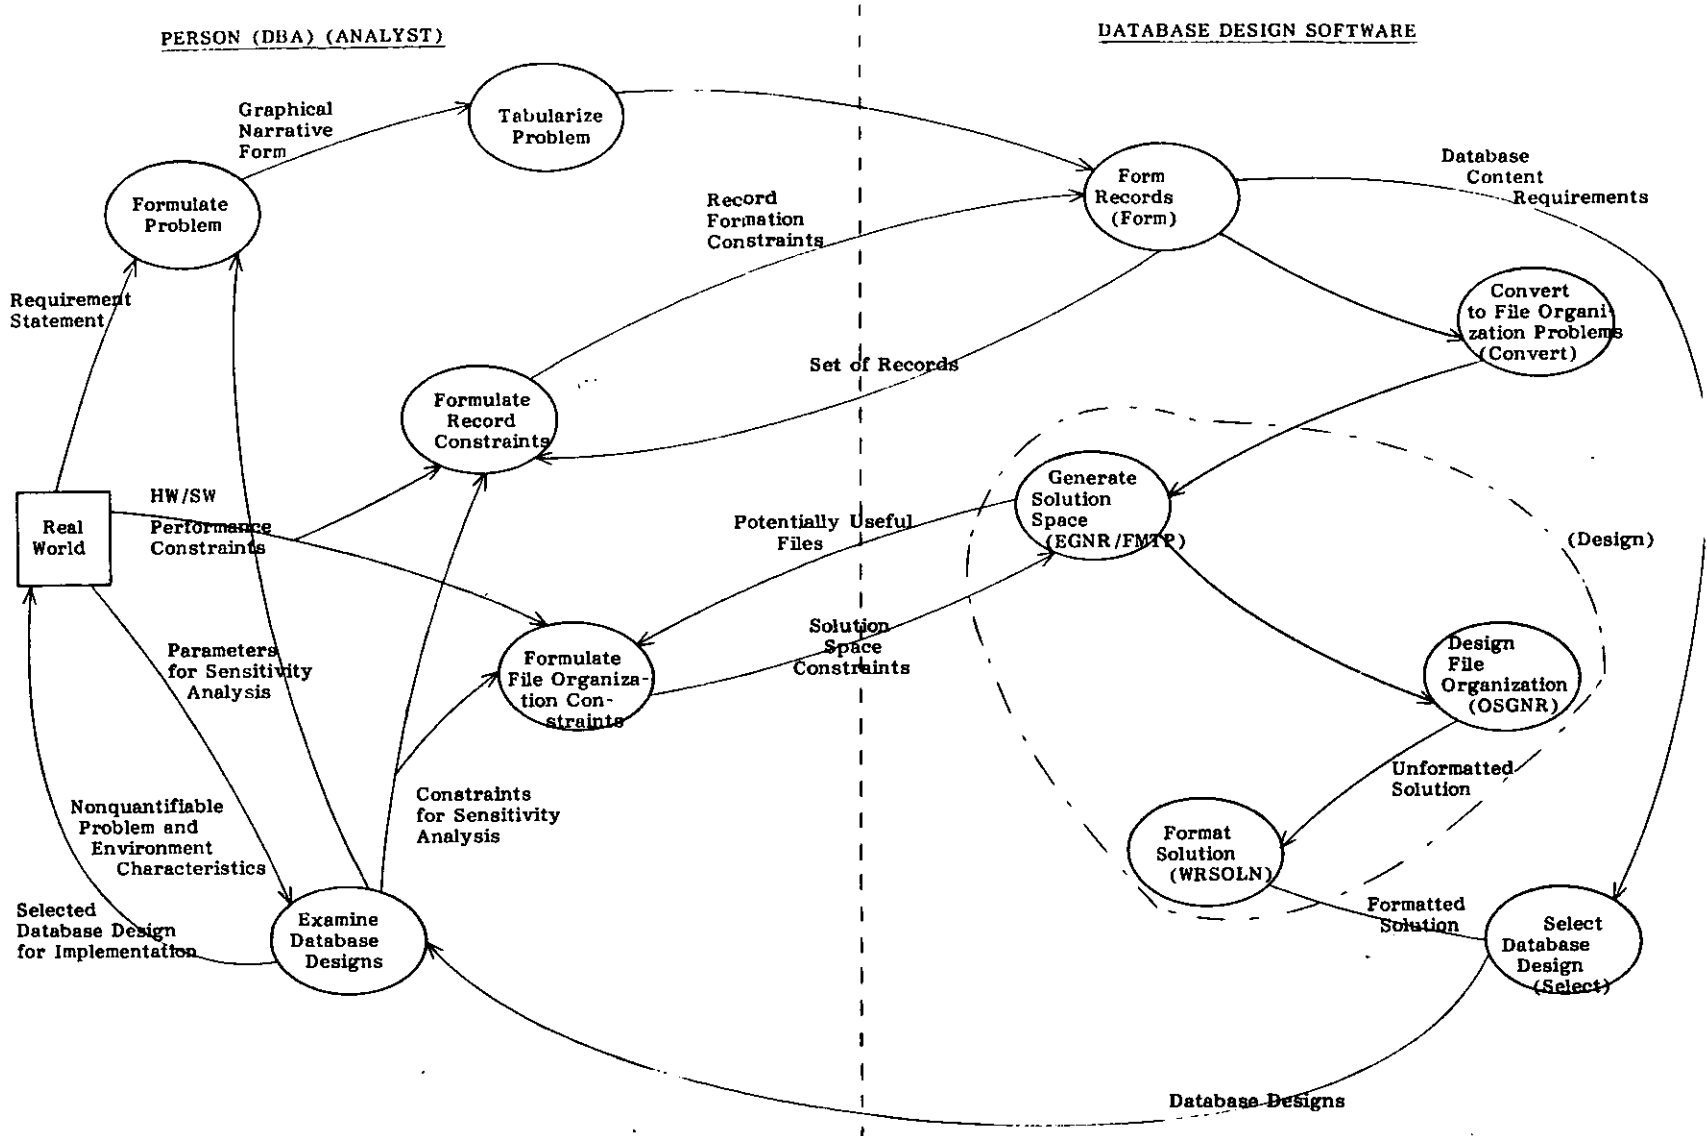 PERSON (DBA) (ANALYST)
DATABASE DESIGN SOFTWARE
Graphical
Narrative
Form
Tabularize
Problem
Formulate
Problem
Form
Records
(Form)
Database
Content
Requirements
Record
Formation
Constraints
Requirement
Statement
Convert
to File Organi-
zation Problems
(Convert)
Set of Records
Formulate
Record
Constraints
Generate
Solution
Space
(EGNR/FMTP)
HW/SW
Performance
Constraints
Real
World
Potentially Useful
Files
(Design)
Parameters
for Sensitivity
Analysis
Formulate
File Organiza-
tion Con-
straints
Solution
Space
Constraints
Design
File
Organization
(OSGNR)
Unformatted
Solution
Nonquantifiable
Problem and
Environment
Characteristics
Constraints
for Sensitivity
Analysis
Format
Solution
(WRSOLN)
Selected
Database Design
for Implementation
Examine
Database
Designs
Formatted
Solution
Select
Database
Design
(Select)
Database Designs